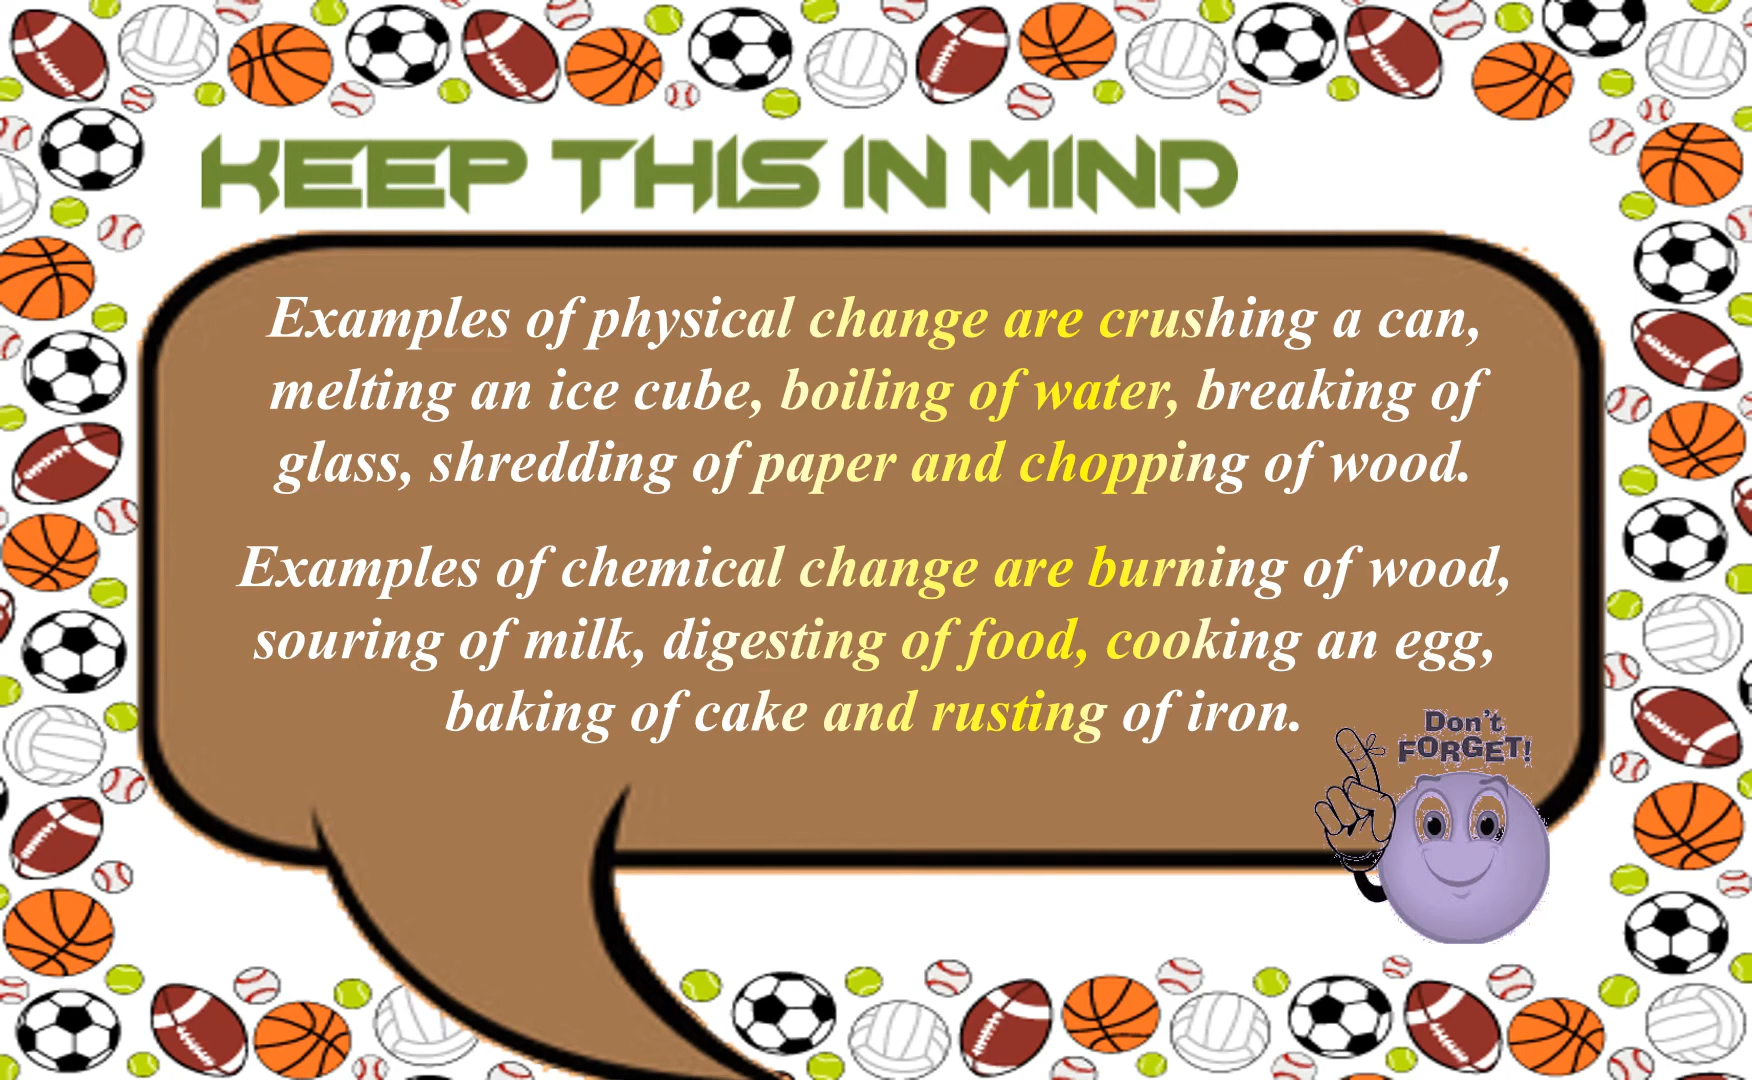 KEEP THIS IN MIND
Examples of physical change are crushing a can,
melting an ice cube, boiling of water, breaking of
glass, shredding of paper and chopping of wood.
Examples of chemical change are burning of wood,
souring of milk, digesting of food, cooking an egg,
baking of cake and rusting of iron.
Don't
FORGET!